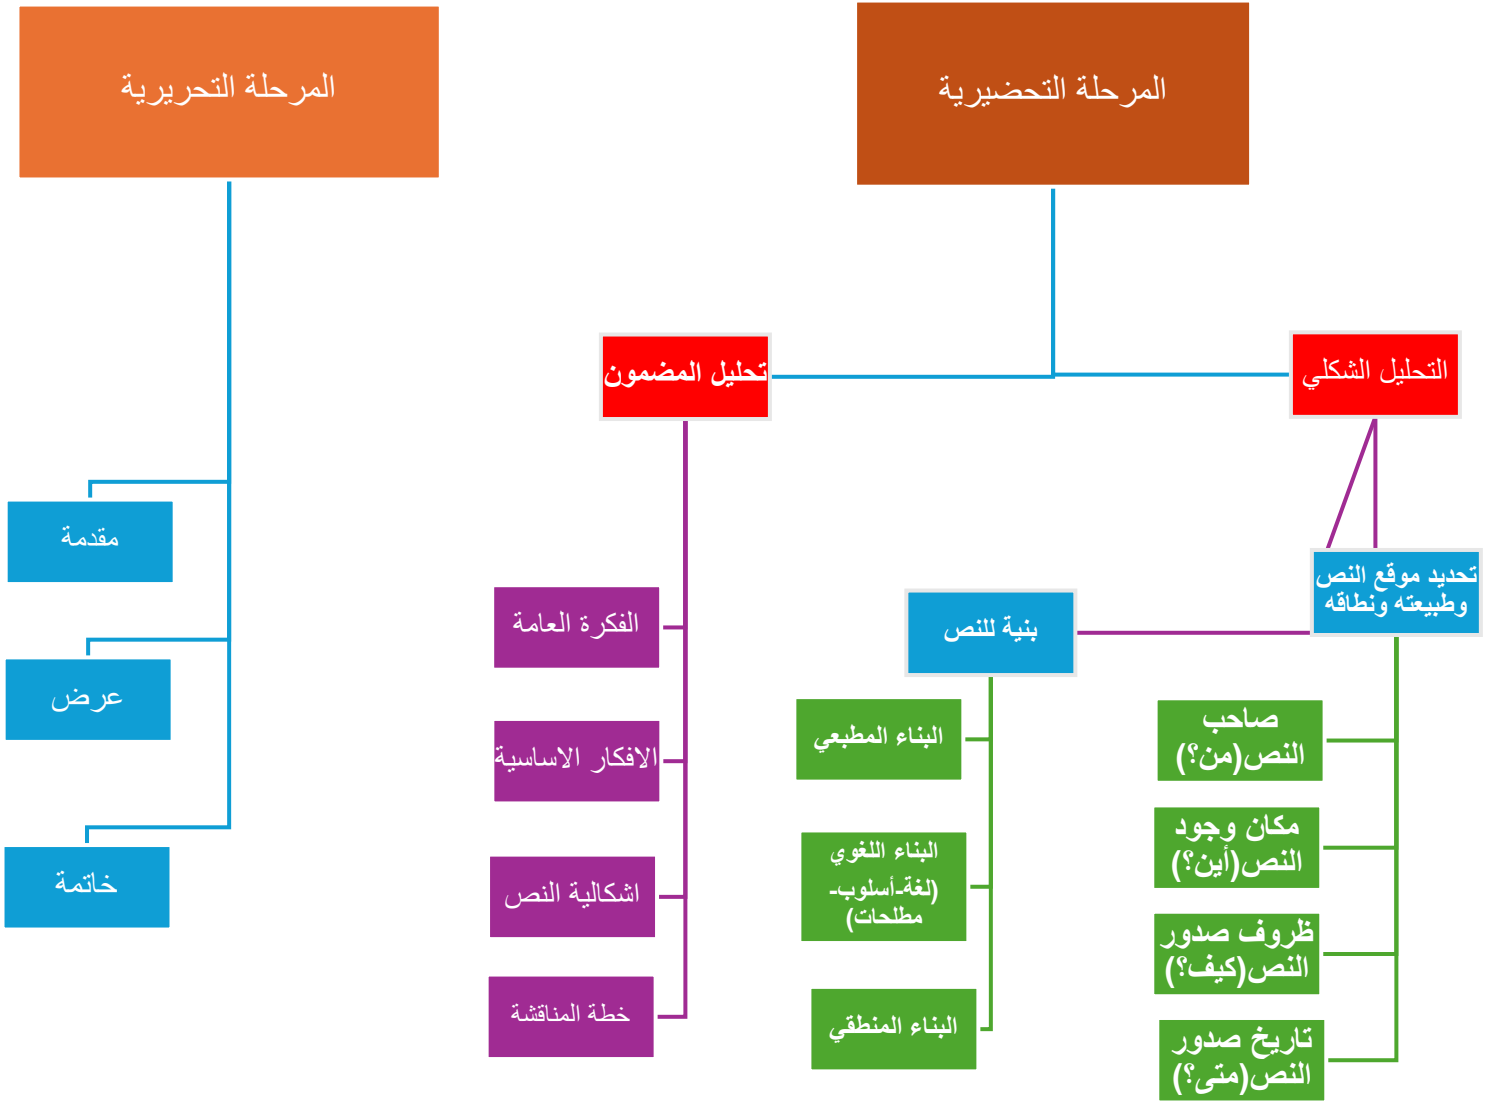 المرحلة التحضيرية
المرحلة التحريرية
التحليل الشكلي
تحليل المضمون
تحديد موقع النص
وطبيعته ونطاقه
بنية للنص
صاحب
النص(من؟)
مكان وجود
النص(أين؟)
ظروف صدور
النص(كيف؟)
تاريخ صدور
النص(متى؟)
البناء المطبعي
البناء اللغوي
(لغة-أسلوب-
مطلحات)
البناء المنطقي
الفكرة العامة
الافكار الاساسية
اشكالية النص
خطة المناقشة
مقدمة
عرض
خاتمة